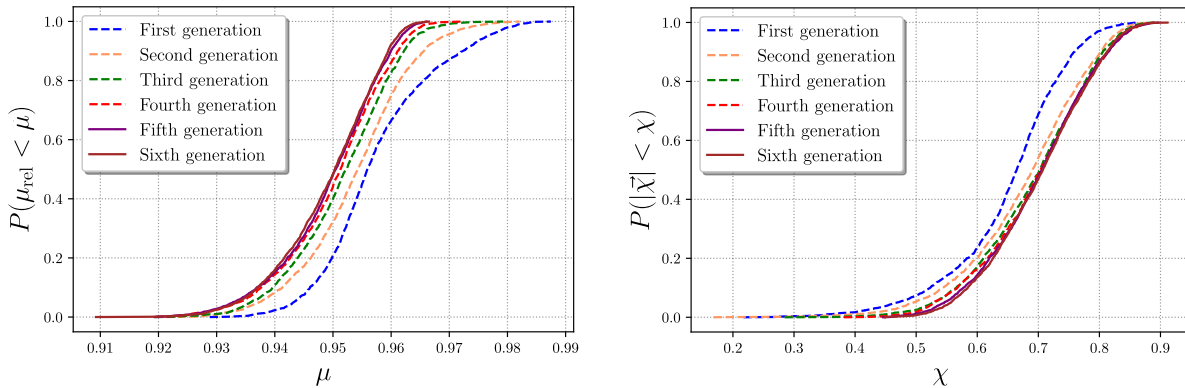 1.0
0.8
0.6
0.4
0.2
0.0
P(μrel < μ)
First generation
Second generation
Third generation
Fourth generation
Fifth generation
Sixth generation
0.91 0.92 0.93 0.94 0.95 0.96 0.97 0.98 0.99
μ
1.0
0.8
0.6
0.4
0.2
0.0
P(|χ⃗| < χ)
First generation
Second generation
Third generation
Fourth generation
Fifth generation
Sixth generation
0.2 0.3 0.4 0.5 0.6 0.7 0.8 0.9
χ